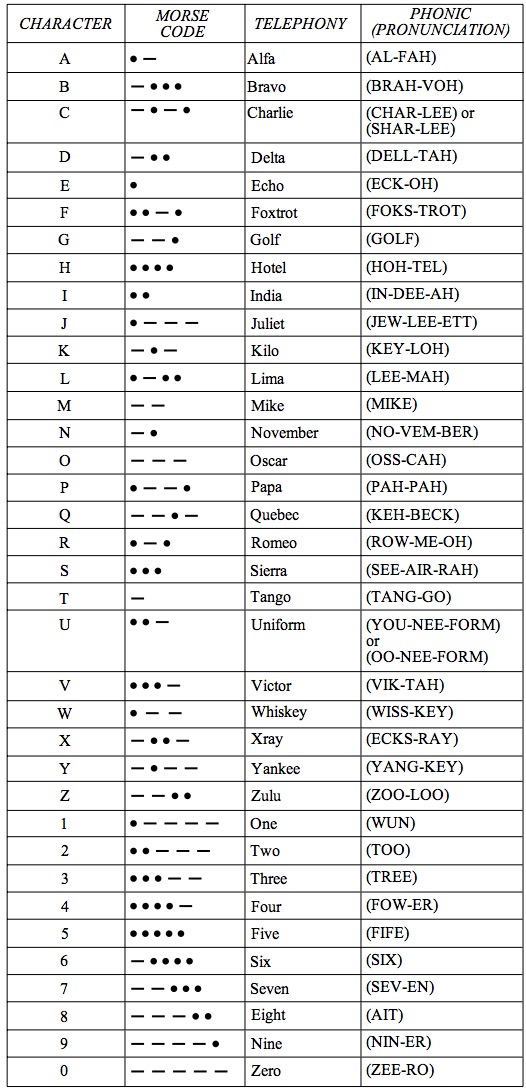 CHARACTER MORSE CODE TELEPHONY PHONIC (PRONUNCIATION)
A ● — Alfa (AL-FAH)
B — ● ● ● Bravo (BRAH-VOH)
C — ● — ● Charlie (CHAR-LEE) or
(SHAR-LEE)
D — ● ● Delta (DELL-TAH)
E ● Echo (ECK-OH)
F ● ● — ● Foxtrot (FOKS-TROT)
G — — ● Golf (GOLF)
H ● ● ● ● Hotel (HOH-TEL)
I ● ● India (IN-DEE-AH)
J ● — — — Juliet (JEW-LEE-ETT)
K — ● — Kilo (KEY-LOH)
L ● — ● ● Lima (LEE-MAH)
M — — Mike (MIKE)
N — ● November (NO-VEM-BER)
O — — — Oscar (OSS-CAH)
P ● — — ● Papa (PAH-PAH)
Q — — ● — Quebec (KEH-BECK)
R ● — ● Romeo (ROW-ME-OH)
S ● ● ● Sierra (SEE-AIR-RAH)
T — Tango (TANG-GO)
U ● ● — Uniform (YOU-NEE-FORM)
or
(OO-NEE-FORM)
V ● ● ● — Victor (VIK-TAH)
W ● — — Whiskey (WISS-KEY)
X — ● ● — Xray (ECKS-RAY)
Y — ● — — Yankee (YANG-KEY)
Z — — ● ● Zulu (ZOO-LOO)
1 ● — — — — One (WUN)
2 ● ● — — — Two (TOO)
3 ● ● ● — — Three (TREE)
4 ● ● ● ● — Four (FOW-ER)
5 ● ● ● ● ● Five (FIFE)
6 — ● ● ● ● Six (SIX)
7 — — ● ● ● Seven (SEV-EN)
8 — — — ● ● Eight (AIT)
9 — — — — ● Nine (NIN-ER)
0 — — — — — Zero (ZEE-RO)